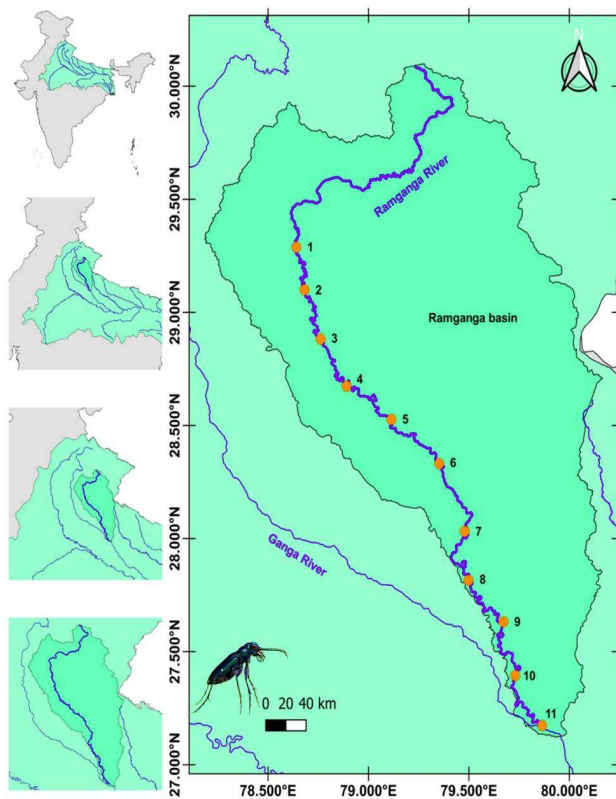 30.000°N
29.500°N
29.000°N
28.500°N
28.000°N
27.500°N
27.000°N
Ramganga River
1
2
3
Ramganga basin
4
5
6
7
Ganga River
8
9
10
11
0 20 40 km
78.500°E 79.000°E 79.500°E 80.000°E